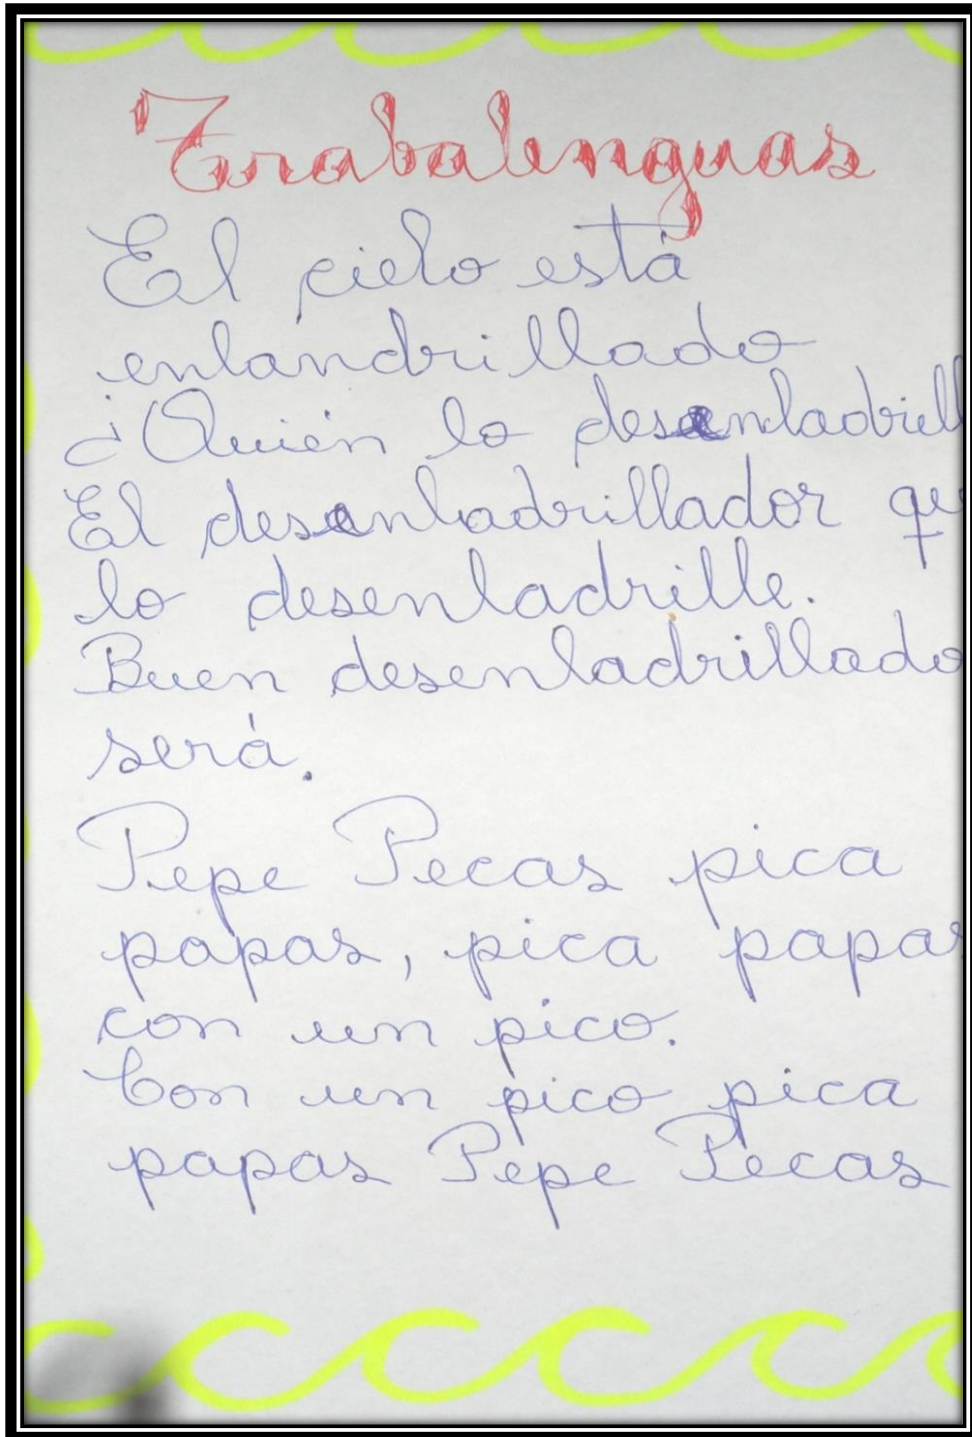 Trabalenguas
El cielo está
enlandrillado
¿Quién lo desenladrill
El desenladrillador qu
lo desenladrille.
Buen desenladrillado
será.
Pepe Pecas pica
papas, pica papas
con un pico.
Con un pico pica
papas Pepe Pecas